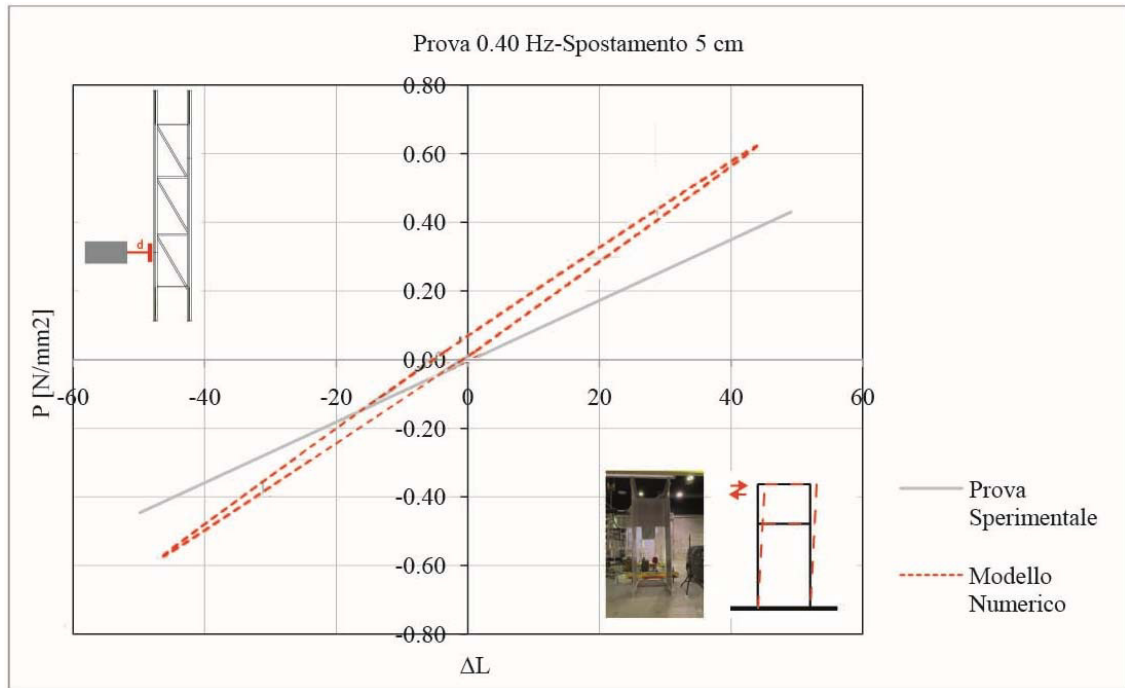 Prova 0.40 Hz-Spostamento 5 cm
0.80
0.60
0.40
0.20
0.00
-0.20
-0.40
-0.60
-0.80
-60
-40
-20
0
20
40
60
P [N/mm2]
ΔL
d
Prova
Sperimentale
Modello
Numerico